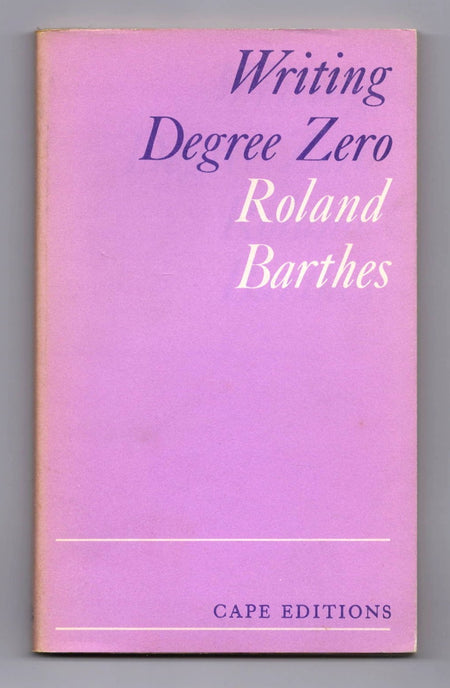 Writing
Degree Zero
Roland
Barthes
CAPE EDITIONS